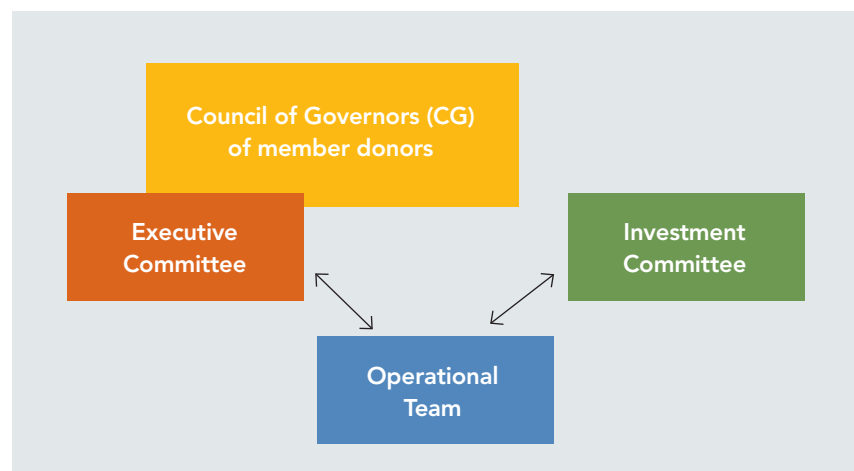 Council of Governors (CG)
of member donors
Executive
Committee
Investment
Committee
Operational
Team